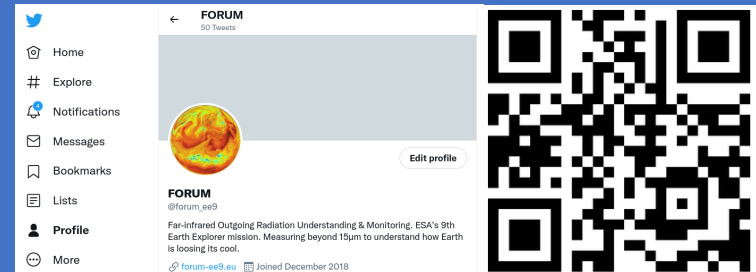 Home
Explore
4
Notifications
Messages
Bookmarks
Lists
Profile
More
FORUM
50 Tweets
Edit profile
FORUM
@forum_ee9
Far-infrared Outgoing Radiation Understanding & Monitoring. ESA's 9th
Earth Explorer mission. Measuring beyond 15µm to understand how Earth
is loosing its cool.
forum-ee9.eu Joined December 2018